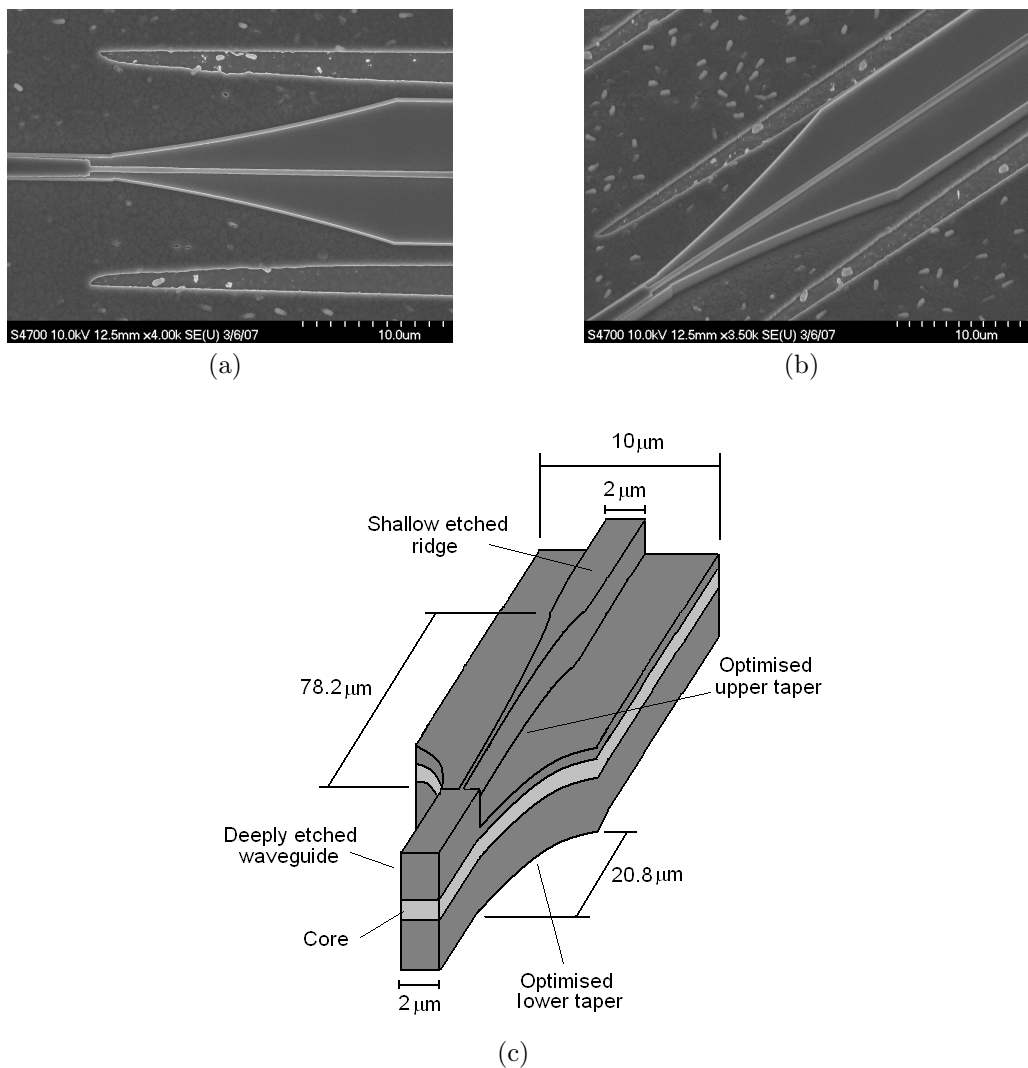 S4700 10.0kV 12.5mm x4.00k SE(U) 3/6/07 10.0um
(a)
S4700 10.0kV 12.5mm x3.50k SE(U) 3/6/07 10.0um
(b)
10µm
2µm
Shallow etched
ridge
78.2µm
Optimised
upper taper
Deeply etched
waveguide
20.8µm
Core
Optimised
lower taper
2µm
(c)